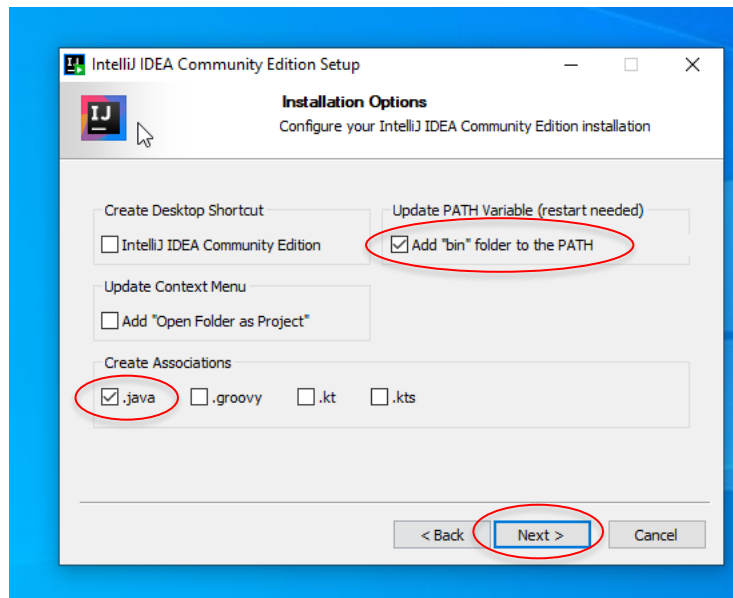 IntelliJ IDEA Community Edition Setup
IJ
Installation Options
Configure your IntelliJ IDEA Community Edition installation
Create Desktop Shortcut
IntelliJ IDEA Community Edition
Update PATH Variable (restart needed)
Add "bin" folder to the PATH
Update Context Menu
Add "Open Folder as Project"
Create Associations
.java .groovy .kt .kts
< Back Next > Cancel